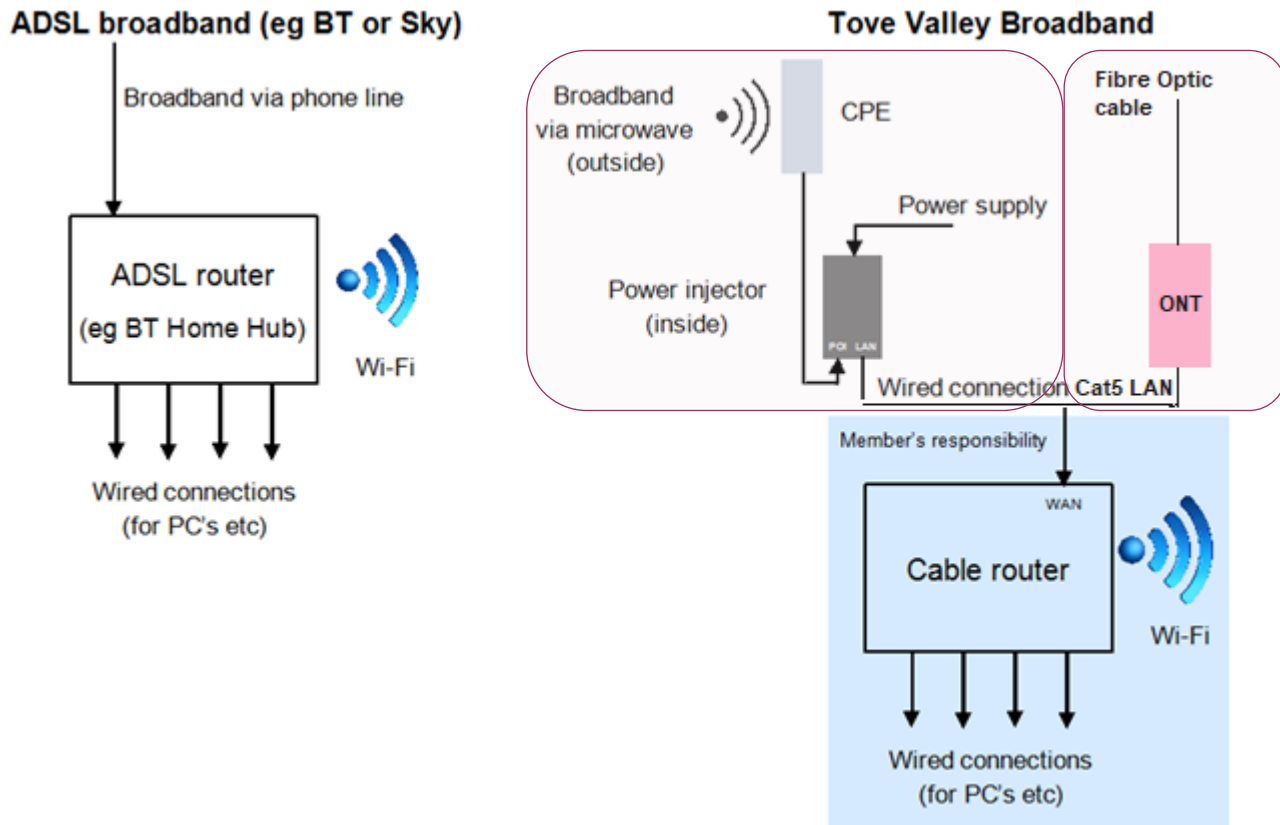 ADSL broadband (eg BT or Sky)
Broadband via phone line
ADSL router
(eg BT Home Hub)
Wi-Fi
Wired connections
(for PC's etc)
Tove Valley Broadband
Broadband
via microwave
(outside)
CPE
Power supply
Power injector
(inside)
POI LAN
Fibre Optic
cable
ONT
Wired connection Cat5 LAN
Member's responsibility
WAN
Cable router
Wi-Fi
Wired connections
(for PC's etc)